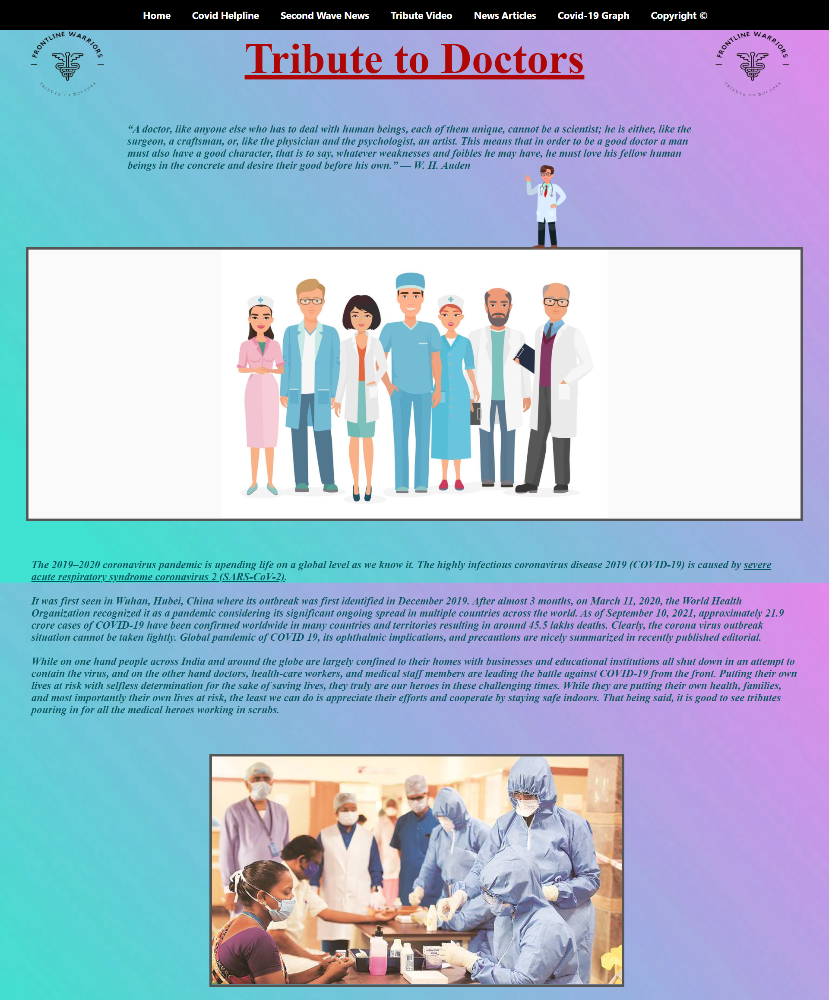 Home Covid Helpline Second Wave News Tribute Video News Articles Covid-19 Graph Copyright ©
FRONTLINE WARRIORS
TRIBUTE TO DOCTORS
Tribute to Doctors
FRONTLINE WARRIORS
TRIBUTE TO DOCTORS
“A doctor, like anyone else who has to deal with human beings, each of them unique, cannot be a scientist; he is either, like the
surgeon, a craftsman, or, like the physician and the psychologist, an artist. This means that in order to be a good doctor a man
must also have a good character, that is to say, whatever weaknesses and foibles he may have, he must love his fellow human
beings in the concrete and desire their good before his own.” — W. H. Auden
The 2019–2020 coronavirus pandemic is upending life on a global level as we know it. The highly infectious coronavirus disease 2019 (COVID-19) is caused by severe
acute respiratory syndrome coronavirus 2 (SARS-CoV-2).
It was first seen in Wuhan, Hubei, China where its outbreak was first identified in December 2019. After almost 3 months, on March 11, 2020, the World Health
Organization recognized it as a pandemic considering its significant ongoing spread in multiple countries across the world. As of September 10, 2021, approximately 21.9
crore cases of COVID-19 have been confirmed worldwide in many countries and territories resulting in around 45.5 lakhs deaths. Clearly, the corona virus outbreak
situation cannot be taken lightly. Global pandemic of COVID 19, its ophthalmic implications, and precautions are nicely summarized in recently published editorial.
While on one hand people across India and around the globe are largely confined to their homes with businesses and educational institutions all shut down in an attempt to
contain the virus, and on the other hand doctors, health-care workers, and medical staff members are leading the battle against COVID-19 from the front. Putting their own
lives at risk with selfless determination for the sake of saving lives, they truly are our heroes in these challenging times. While they are putting their own health, families,
and most importantly their own lives at risk, the least we can do is appreciate their efforts and cooperate by staying safe indoors. That being said, it is good to see tributes
pouring in for all the medical heroes working in scrubs.